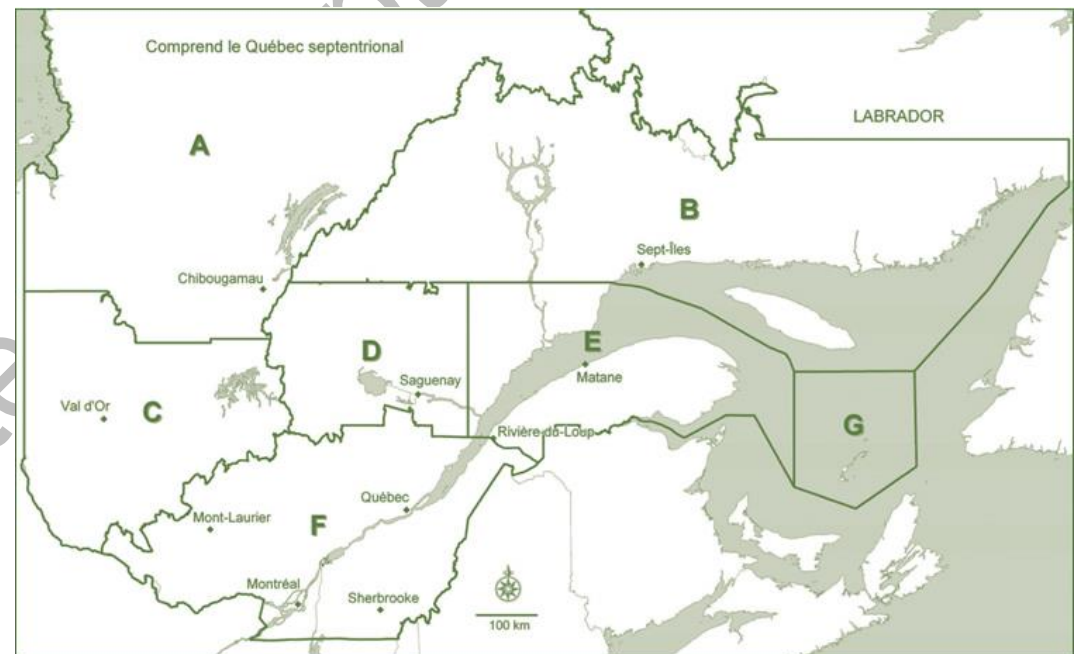 Comprend le Québec septentrional
LABRADOR
A
B
Sept-Îles
Chibougamau
D
E
Saguenay
Matane
Val d'Or
C
G
Rivière-du-Loup
Québec
Mont-Laurier
F
Montréal
Sherbrooke
100 km